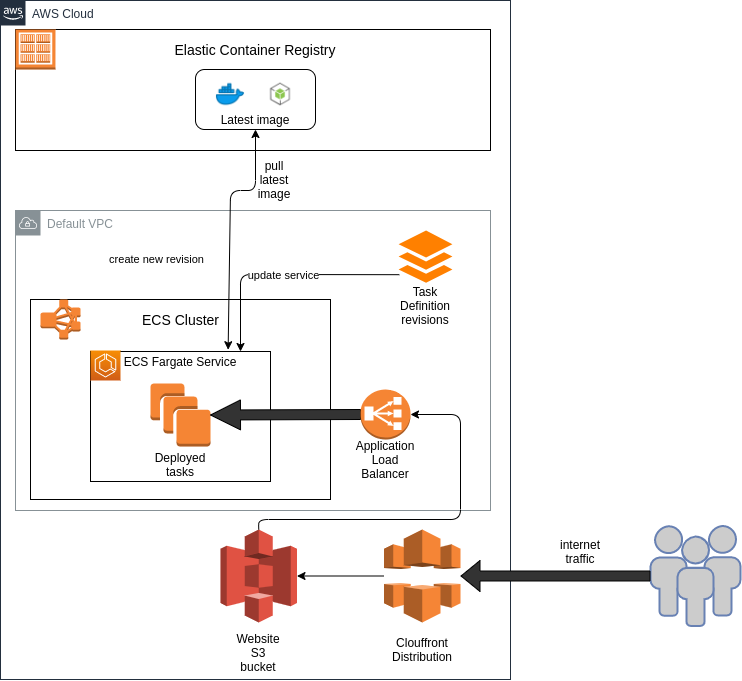 aws
AWS Cloud
Elastic Container Registry
Latest image
pull
latest
image
Default VPC
create new revision
update service
Task
Definition
revisions
ECS Cluster
ECS Fargate Service
Deployed
tasks
Application
Load
Balancer
internet
traffic
Website
S3
bucket
Clouffront
Distribution